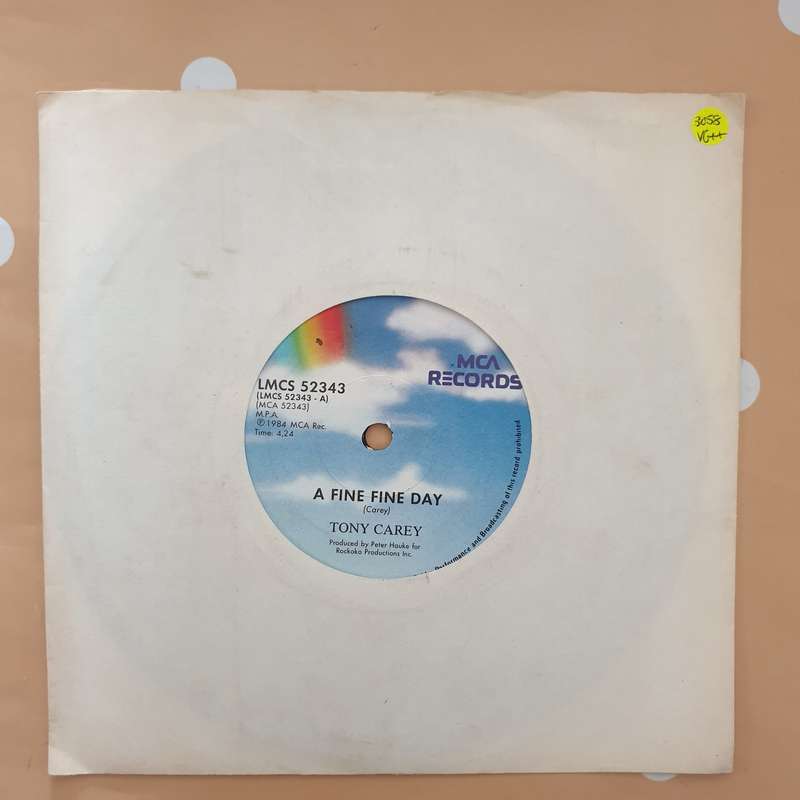 3058
VG++
MCA
RECORDS
LMCS 52343
(LMCS 52343 - A)
(MCA 52343)
M.P.A.
℗ 1984 MCA Rec.
Time: 4,24
A FINE FINE DAY
(Carey)
TONY CAREY
Produced by Peter Hauke for
Rockoko Productions Inc.
Performance and Broadcasting of this record prohibited